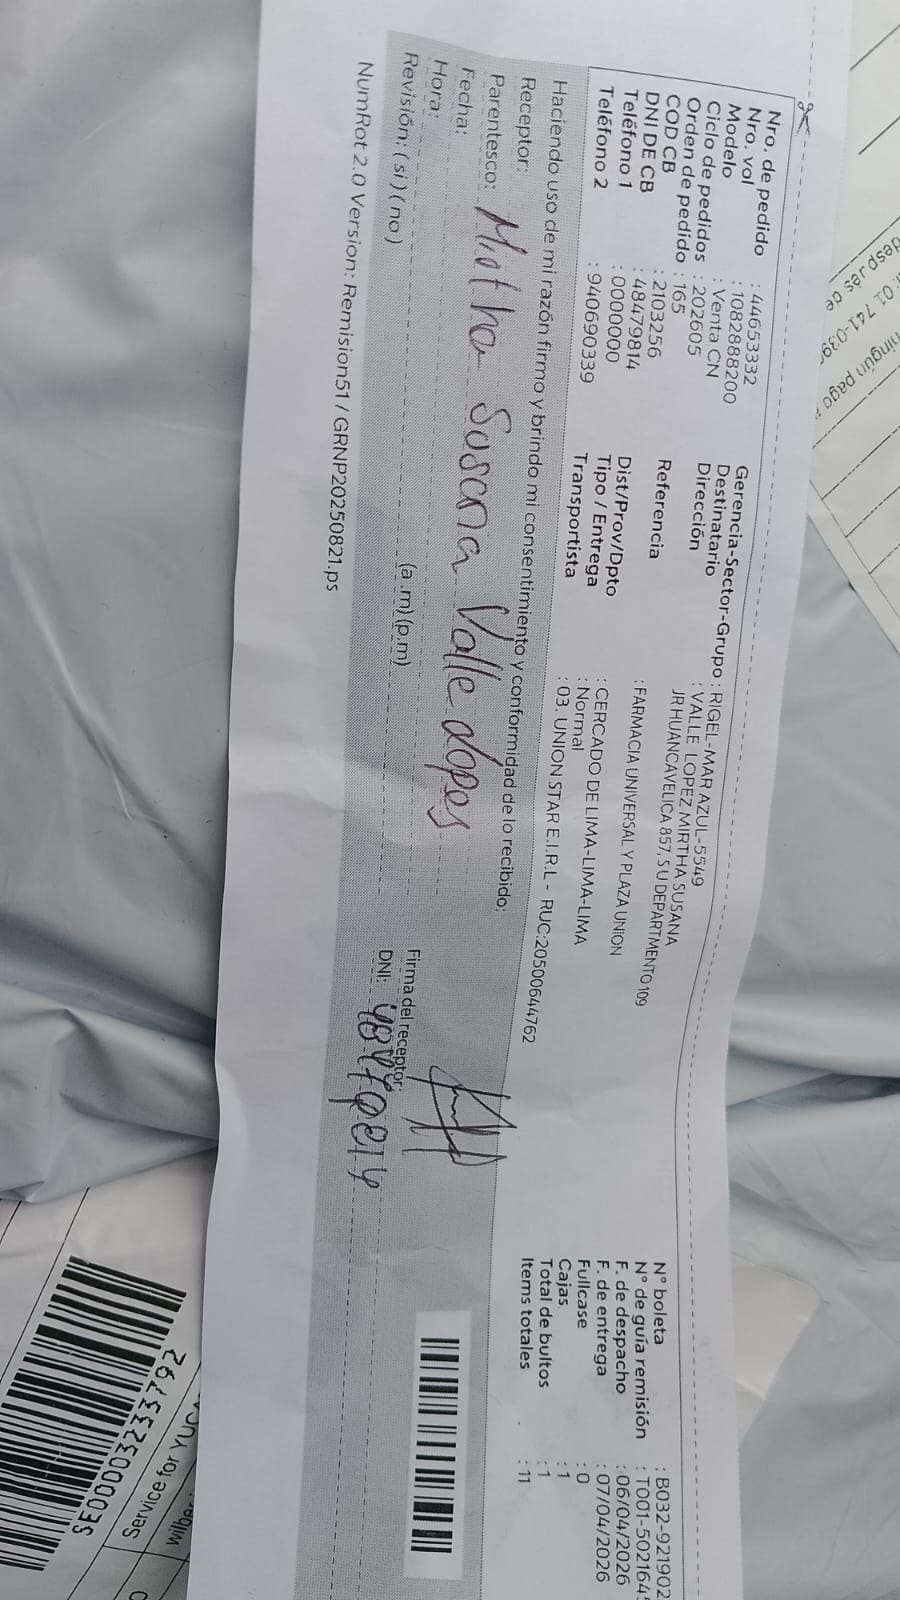 Nro. de pedido : 44653332
Nro. vol : 1082888200
Modelo : Venta CN
Ciclo de pedidos : 202605
Orden de pedido : 165
COD CB : 2103256
DNI DE CB : 48479814
Teléfono 1 : 0000000
Teléfono 2 : 940690339
Gerencia-Sector-Grupo : RIGEL-MAR AZUL-5549
Destinatario : VALLE LOPEZ MIRTHA SUSANA
Dirección JR HUANCAVELICA 857, S U DEPARTMENTO 109
Referencia : FARMACIA UNIVERSAL Y PLAZA UNION
Dist/Prov/Dpto : CERCADO DE LIMA-LIMA-LIMA
Tipo / Entrega : Normal
Transportista : 03. UNION STAR E.I.R.L - RUC:20500644762
N° boleta : B032-921902
N° de guía remisión : T001-502164
F. de despacho : 06/04/2026
F. de entrega : 07/04/2026
Fullcase : 0
Cajas : 1
Total de bultos : 1
Items totales : 11
Haciendo uso de mi razón firmo y brindo mi consentimiento y conformidad de lo recibido:
Receptor:
Parentesco: Mirtha Susana Valle Lopes
Fecha:
Hora: (a.m)(p.m)
Revisión: (si) (no)
Firma del receptor:
DNI:
NumRot 2.0 Version: Remision51 / GRNP20250821.ps
SE00003233792
Service for YUC
ningún pago
01 741-039